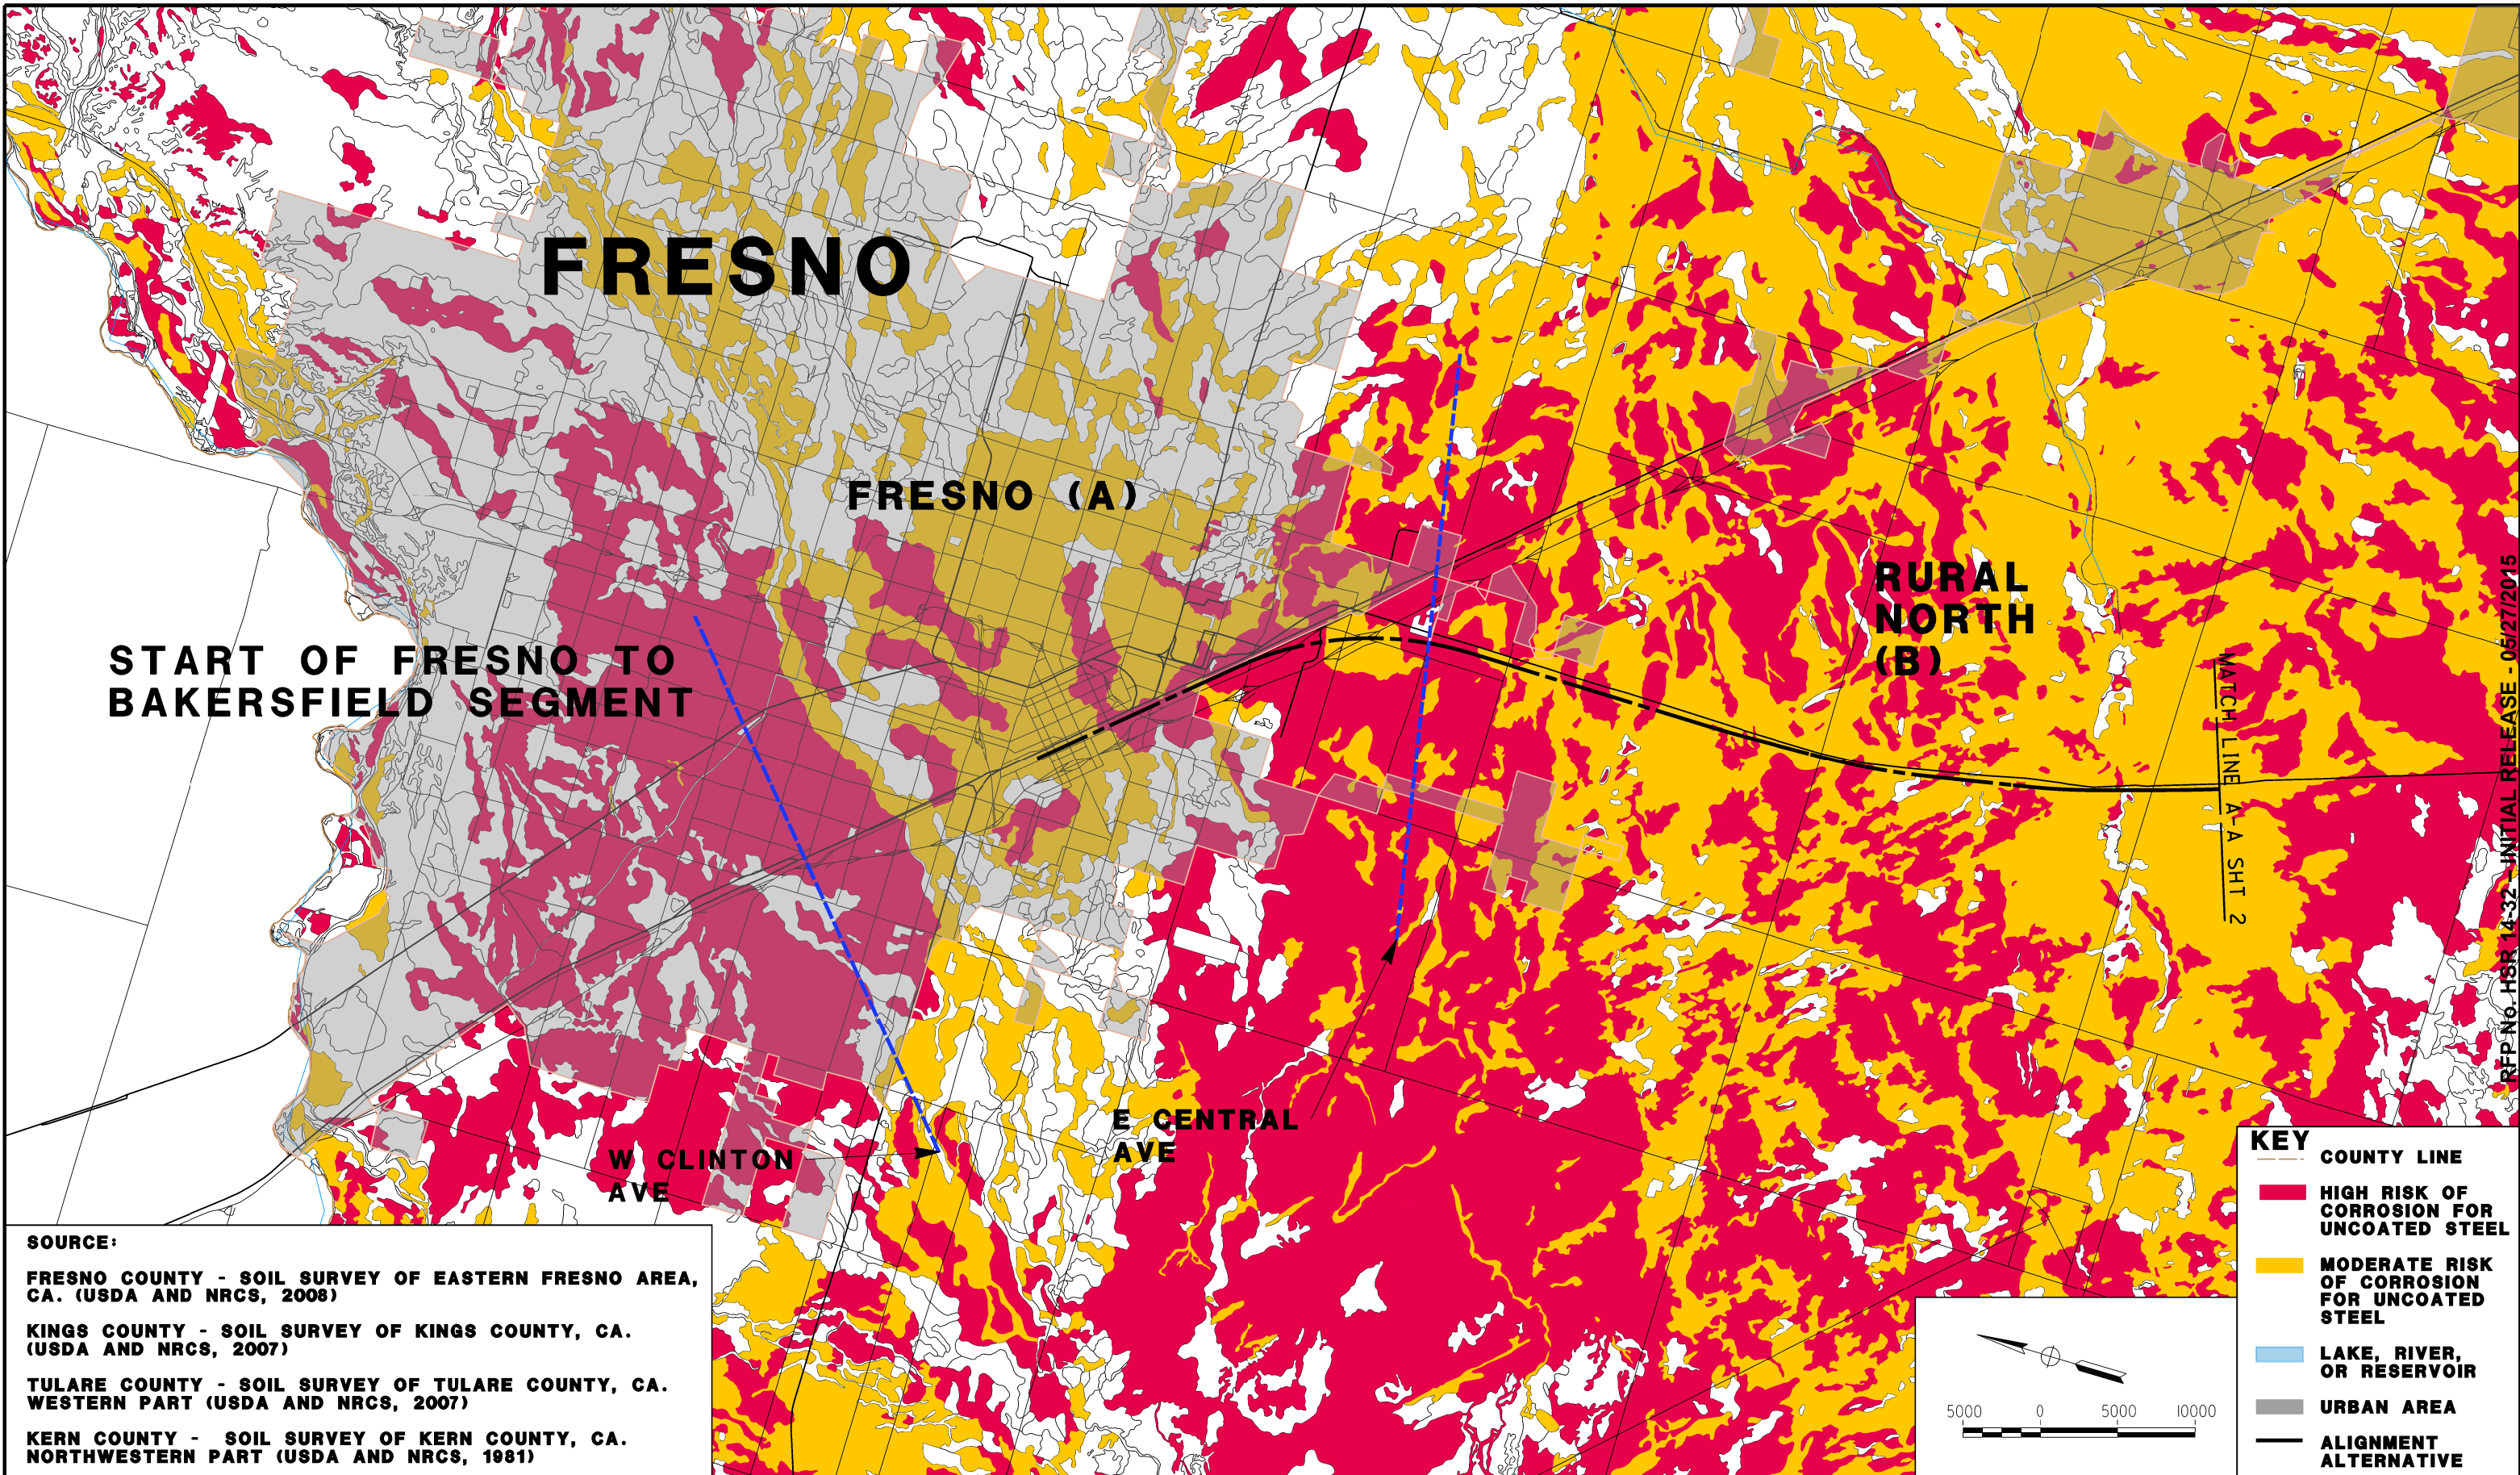 FRESNO
FRESNO (A)
START OF FRESNO TO
BAKERSFIELD SEGMENT
RURAL
NORTH
(B)
MATCH LINE A-A SHT 2
RFP No. HSR 14-32 - INITIAL RELEASE - 05/27/2015
E CENTRAL
AVE
W CLINTON
AVE
SOURCE:
FRESNO COUNTY - SOIL SURVEY OF EASTERN FRESNO AREA,
CA. (USDA AND NRCS, 2008)
KINGS COUNTY - SOIL SURVEY OF KINGS COUNTY, CA.
(USDA AND NRCS, 2007)
TULARE COUNTY - SOIL SURVEY OF TULARE COUNTY, CA.
WESTERN PART (USDA AND NRCS, 2007)
KERN COUNTY - SOIL SURVEY OF KERN COUNTY, CA.
NORTHWESTERN PART (USDA AND NRCS, 1981)
5000 0 5000 10000
KEY
COUNTY LINE
HIGH RISK OF
CORROSION FOR
UNCOATED STEEL
MODERATE RISK
OF CORROSION
FOR UNCOATED
STEEL
LAKE, RIVER,
OR RESERVOIR
URBAN AREA
ALIGNMENT
ALTERNATIVE